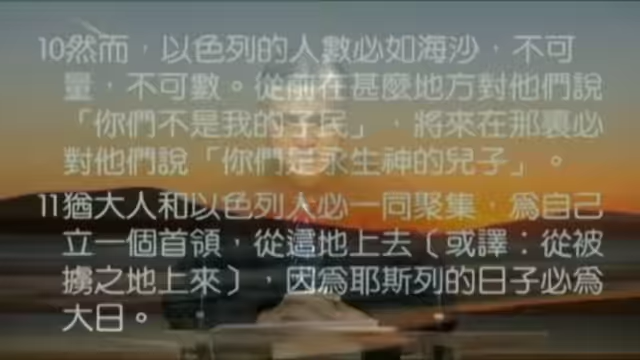 10然而，以色列的人數必如海沙，不可
量，不可數。從前在甚麼地方對他們說
「你們不是我的子民」，將來在那裏必
對他們說「你們是永生神的兒子」。
11猶大人和以色列人必一同聚集，爲自己
立一個首領，從這地上去〔或譯：從被
擄之地上來〕，因爲耶斯列的日子必爲
大日。